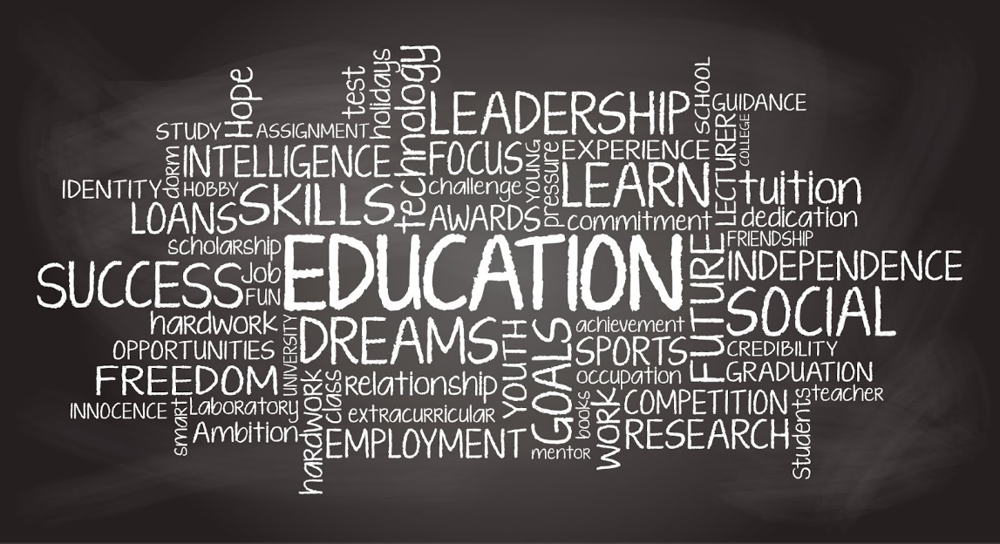 Hope
test
holidays
technology
LEADERSHIP
SCHOOL
GUIDANCE
STUDY
ASSIGNMENT
LECTURER
COLLEGE
dorm
INTELLIGENCE
FOCUS
YOUNG
pressure
EXPERIENCE
IDENTITY
HOBBY
SKILLS
challenge
LEARN
tuition
LOANS
AWARDS
commitment
dedication
scholarship
EDUCATION
FUTURE
FRIENDSHIP
SUCCESS
Job
FUN
INDEPENDENCE
SOCIAL
hardwork
UNIVERSITY
DREAMS
YOUTH
GOALS
achievement
OPPORTUNITIES
SPORTS
CREDIBILITY
FREEDOM
hardwork
class
relationship
occupation
GRADUATION
INNOCENCE
smart
Laboratory
extracurricular
books
WORK
COMPETITION
students
teacher
Ambition
EMPLOYMENT
mentor
RESEARCH